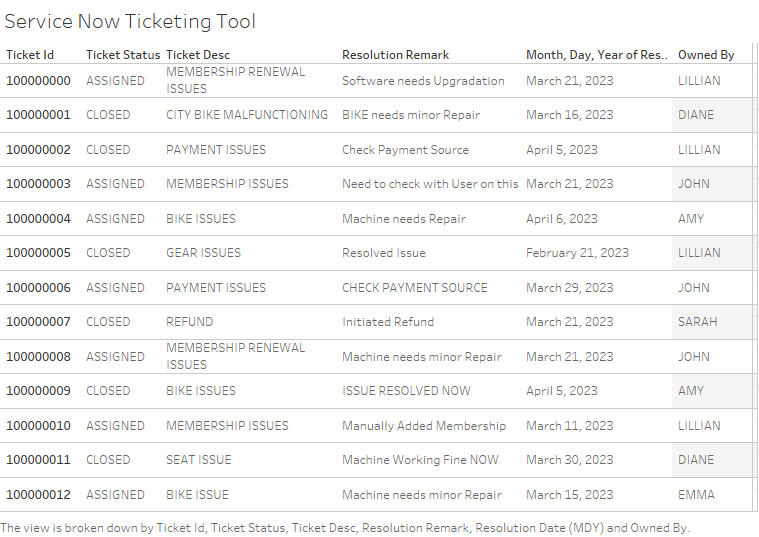 Service Now Ticketing Tool
Ticket Id Ticket Status Ticket Desc Resolution Remark Month, Day, Year of Res.. Owned By
100000000 ASSIGNED MEMBERSHIP RENEWAL ISSUES Software needs Upgradation March 21, 2023 LILLIAN
100000001 CLOSED CITY BIKE MALFUNCTIONING BIKE needs minor Repair March 16, 2023 DIANE
100000002 CLOSED PAYMENT ISSUES Check Payment Source April 5, 2023 LILLIAN
100000003 ASSIGNED MEMBERSHIP ISSUES Need to check with User on this March 21, 2023 JOHN
100000004 ASSIGNED BIKE ISSUES Machine needs Repair April 6, 2023 AMY
100000005 CLOSED GEAR ISSUES Resolved Issue February 21, 2023 LILLIAN
100000006 ASSIGNED PAYMENT ISSUES CHECK PAYMENT SOURCE March 29, 2023 JOHN
100000007 CLOSED REFUND Initiated Refund March 21, 2023 SARAH
100000008 ASSIGNED MEMBERSHIP RENEWAL ISSUES Machine needs minor Repair March 21, 2023 JOHN
100000009 CLOSED BIKE ISSUES ISSUE RESOLVED NOW April 5, 2023 AMY
100000010 ASSIGNED MEMBERSHIP ISSUES Manually Added Membership March 11, 2023 LILLIAN
100000011 CLOSED SEAT ISSUE Machine Working Fine NOW March 30, 2023 DIANE
100000012 ASSIGNED BIKE ISSUE Machine needs minor Repair March 15, 2023 EMMA
The view is broken down by Ticket Id, Ticket Status, Ticket Desc, Resolution Remark, Resolution Date (MDY) and Owned By.